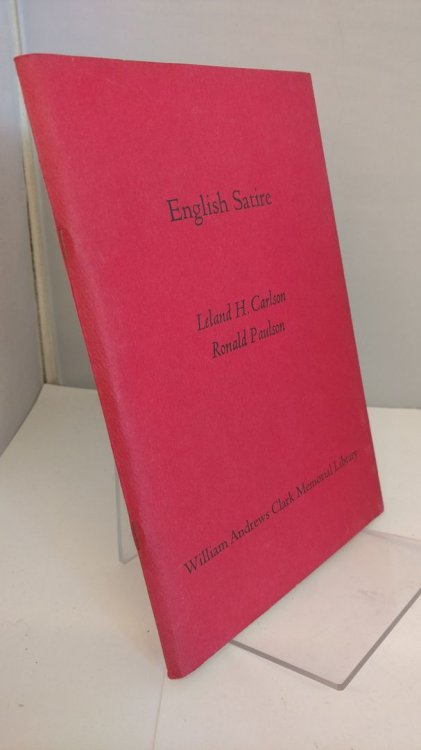 English Satire
Leland H. Carlson
Ronald Paulson
William Andrews Clark Memorial Library